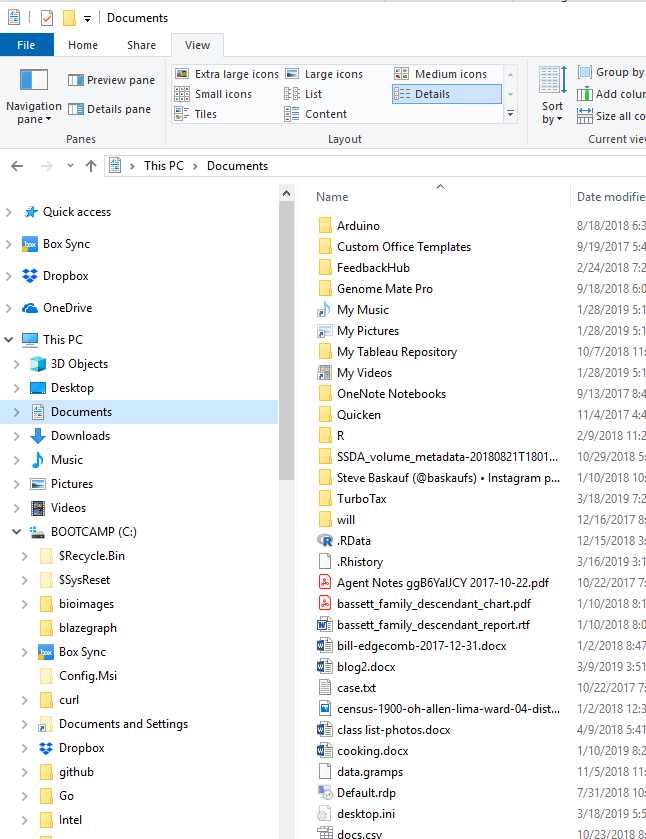 Documents
File Home Share View
Navigation pane
Preview pane
Details pane
Panes
Extra large icons Large icons Medium icons
Small icons List Details
Tiles Content
Layout
Sort by
Group by
Add colu
Size all co
Current view
This PC > Documents
Quick access
Box Sync
Dropbox
OneDrive
This PC
3D Objects
Desktop
Documents
Downloads
Music
Pictures
Videos
BOOTCAMP (C:)
$Recycle.Bin
$SysReset
bioimages
blazegraph
Box Sync
Config.Msi
curl
Documents and Settings
Dropbox
github
Go
Intel
Name Date modifie
Arduino 8/18/2018 6:3
Custom Office Templates 9/19/2017 5:4
FeedbackHub 2/24/2018 7:2
Genome Mate Pro 9/18/2018 6:0
My Music 1/28/2019 5:1
My Pictures 1/28/2019 5:1
My Tableau Repository 10/7/2018 11:
My Videos 1/28/2019 5:1
OneNote Notebooks 9/13/2017 8:4
Quicken 11/4/2017 4:4
R 2/9/2018 11:2
SSDA_volume_metadata-20180821T1801... 10/29/2018 5:
Steve Baskauf (@baskaufs) • Instagram p... 1/10/2018 10:
TurboTax 3/18/2019 7:2
will 12/16/2017 8:
.RData 12/15/2018 3:
.Rhistory 3/16/2019 3:1
Agent Notes ggB6YalJCY 2017-10-22.pdf 10/22/2017 7:
bassett_family_descendant_chart.pdf 1/10/2018 8:1
bassett_family_descendant_report.rtf 1/10/2018 8:0
bill-edgecomb-2017-12-31.docx 1/2/2018 8:47
blog2.docx 3/9/2019 3:51
case.txt 10/22/2017 7:
census-1900-oh-allen-lima-ward-04-dist... 1/2/2018 12:3
class list-photos.docx 4/9/2018 5:41
cooking.docx 1/10/2019 8:2
data.gramps 11/5/2018 11:
Default.rdp 7/31/2018 10:
desktop.ini 3/18/2019 5:5
docs.csv 10/23/2018 8: